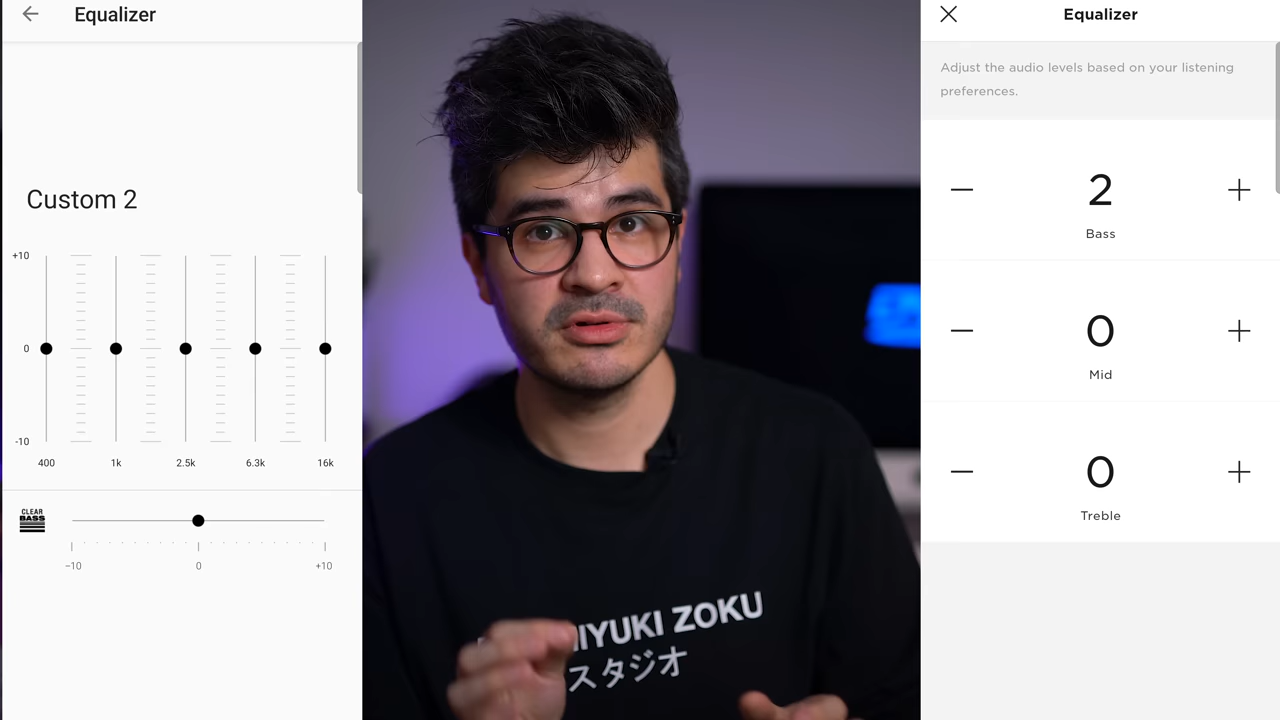 Equalizer
Custom 2
+10
0
-10
400 1k 2.5k 6.3k 16k
CLEAR
BASS
−10 0 +10
ZOKU
スタジオ
Equalizer
Adjust the audio levels based on your listening
preferences.
2
Bass
0
Mid
0
Treble